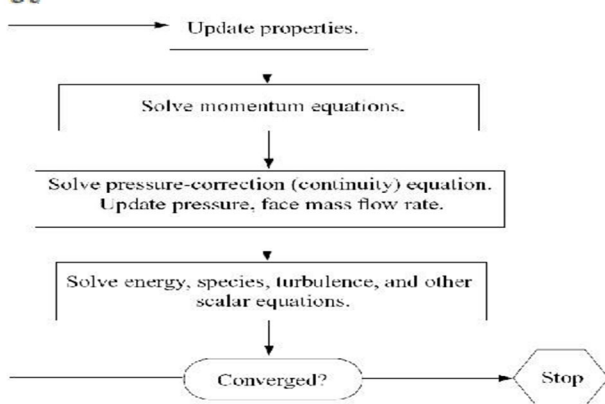 Update properties.
Solve momentum equations.
Solve pressure-correction (continuity) equation.
Update pressure, face mass flow rate.
Solve energy, species, turbulence, and other
scalar equations.
Converged?
Stop